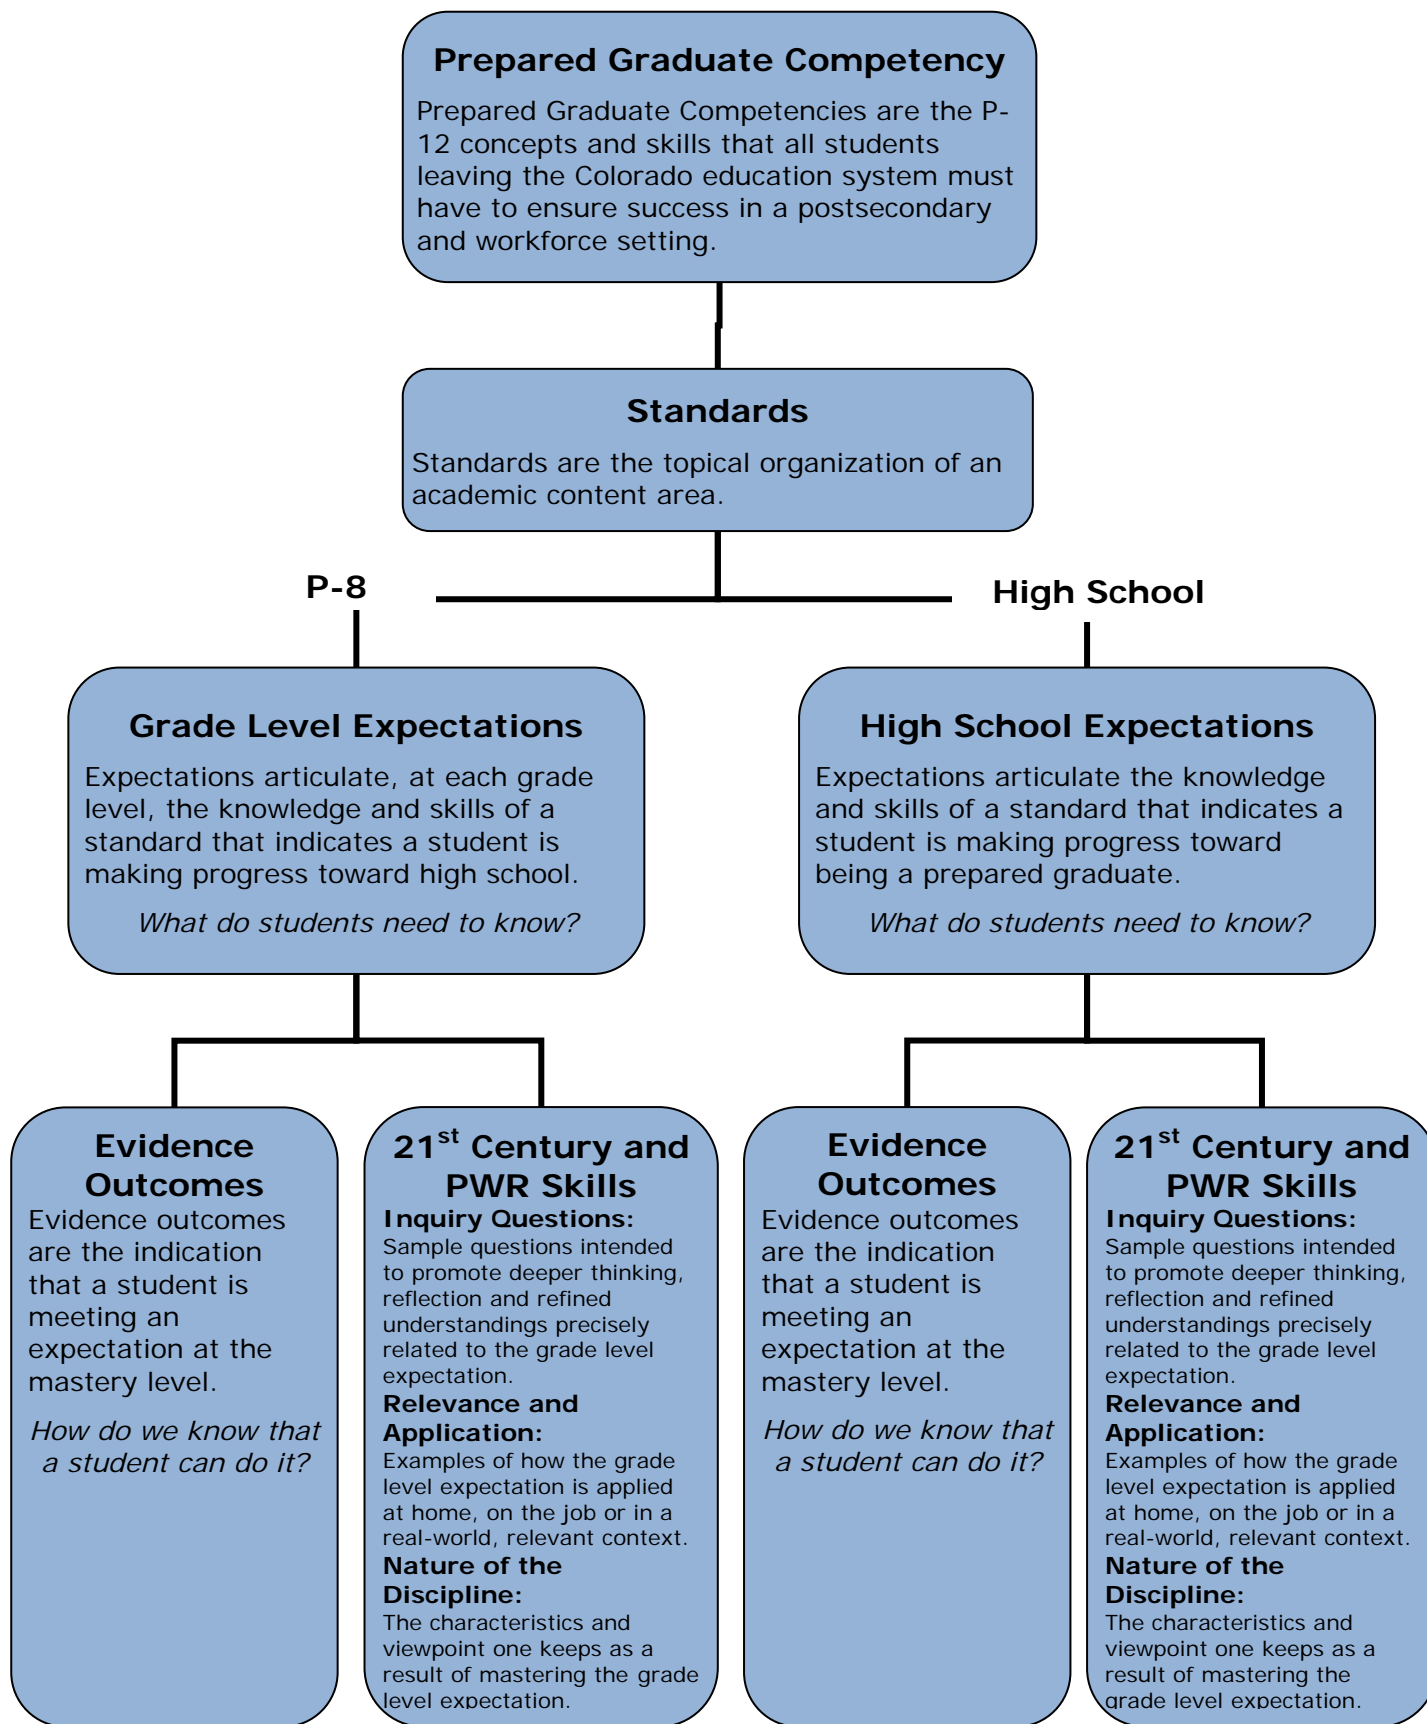 Prepared Graduate Competency
Prepared Graduate Competencies are the P-
12 concepts and skills that all students
leaving the Colorado education system must
have to ensure success in a postsecondary
and workforce setting.
Standards
Standards are the topical organization of an
academic content area.
P-8
High School
Grade Level Expectations
Expectations articulate, at each grade
level, the knowledge and skills of a
standard that indicates a student is
making progress toward high school.
What do students need to know?
High School Expectations
Expectations articulate the knowledge
and skills of a standard that indicates a
student is making progress toward
being a prepared graduate.
What do students need to know?
Evidence
Outcomes
Evidence outcomes
are the indication
that a student is
meeting an
expectation at the
mastery level.
How do we know that
a student can do it?
21st Century and
PWR Skills
Inquiry Questions:
Sample questions intended
to promote deeper thinking,
reflection and refined
understandings precisely
related to the grade level
expectation.
Relevance and
Application:
Examples of how the grade
level expectation is applied
at home, on the job or in a
real-world, relevant context.
Nature of the
Discipline:
The characteristics and
viewpoint one keeps as a
result of mastering the grade
level expectation.
Evidence
Outcomes
Evidence outcomes
are the indication
that a student is
meeting an
expectation at the
mastery level.
How do we know that
a student can do it?
21st Century and
PWR Skills
Inquiry Questions:
Sample questions intended
to promote deeper thinking,
reflection and refined
understandings precisely
related to the grade level
expectation.
Relevance and
Application:
Examples of how the grade
level expectation is applied
at home, on the job or in a
real-world, relevant context.
Nature of the
Discipline:
The characteristics and
viewpoint one keeps as a
result of mastering the
grade level expectation.